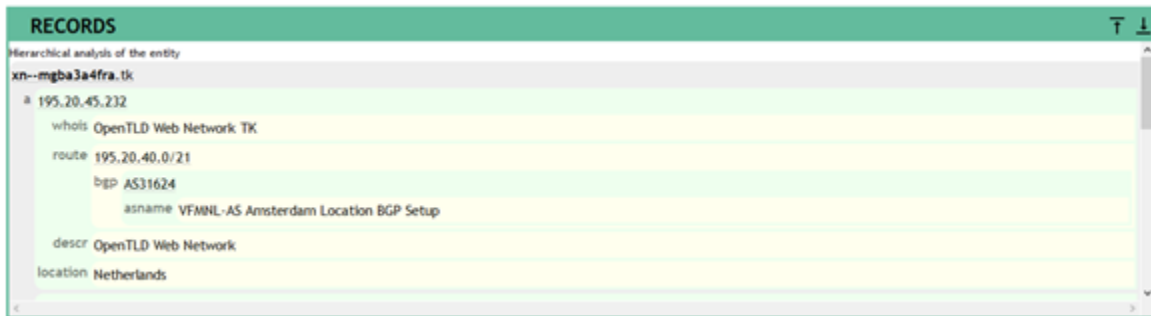 RECORDS
Hierarchical analysis of the entity
xn--mgba3a4fra.tk
a 195.20.45.232
whois OpenTLD Web Network TK
route 195.20.40.0/21
bgp AS31624
asname VFMNL-AS Amsterdam Location BGP Setup
descr OpenTLD Web Network
location Netherlands